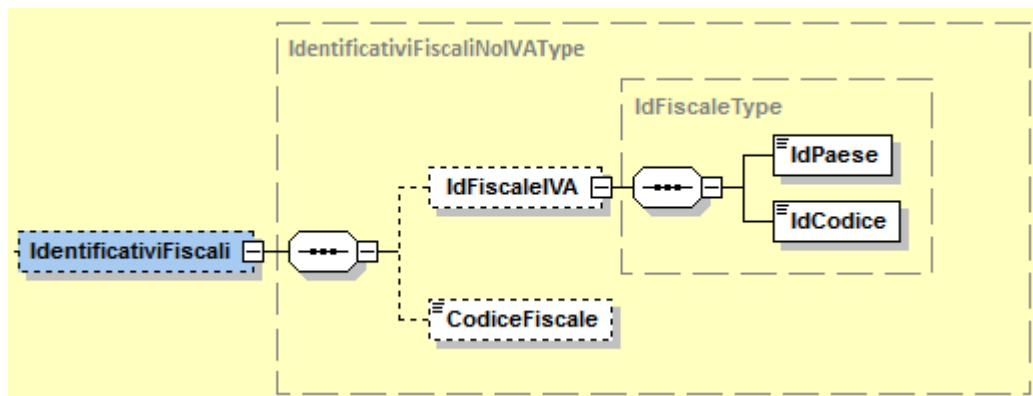 IdentificativiFiscaliNoIVAType
IdFiscaleType
IdPaese
IdFiscaleIVA
IdCodice
IdentificativiFiscali
CodiceFiscale